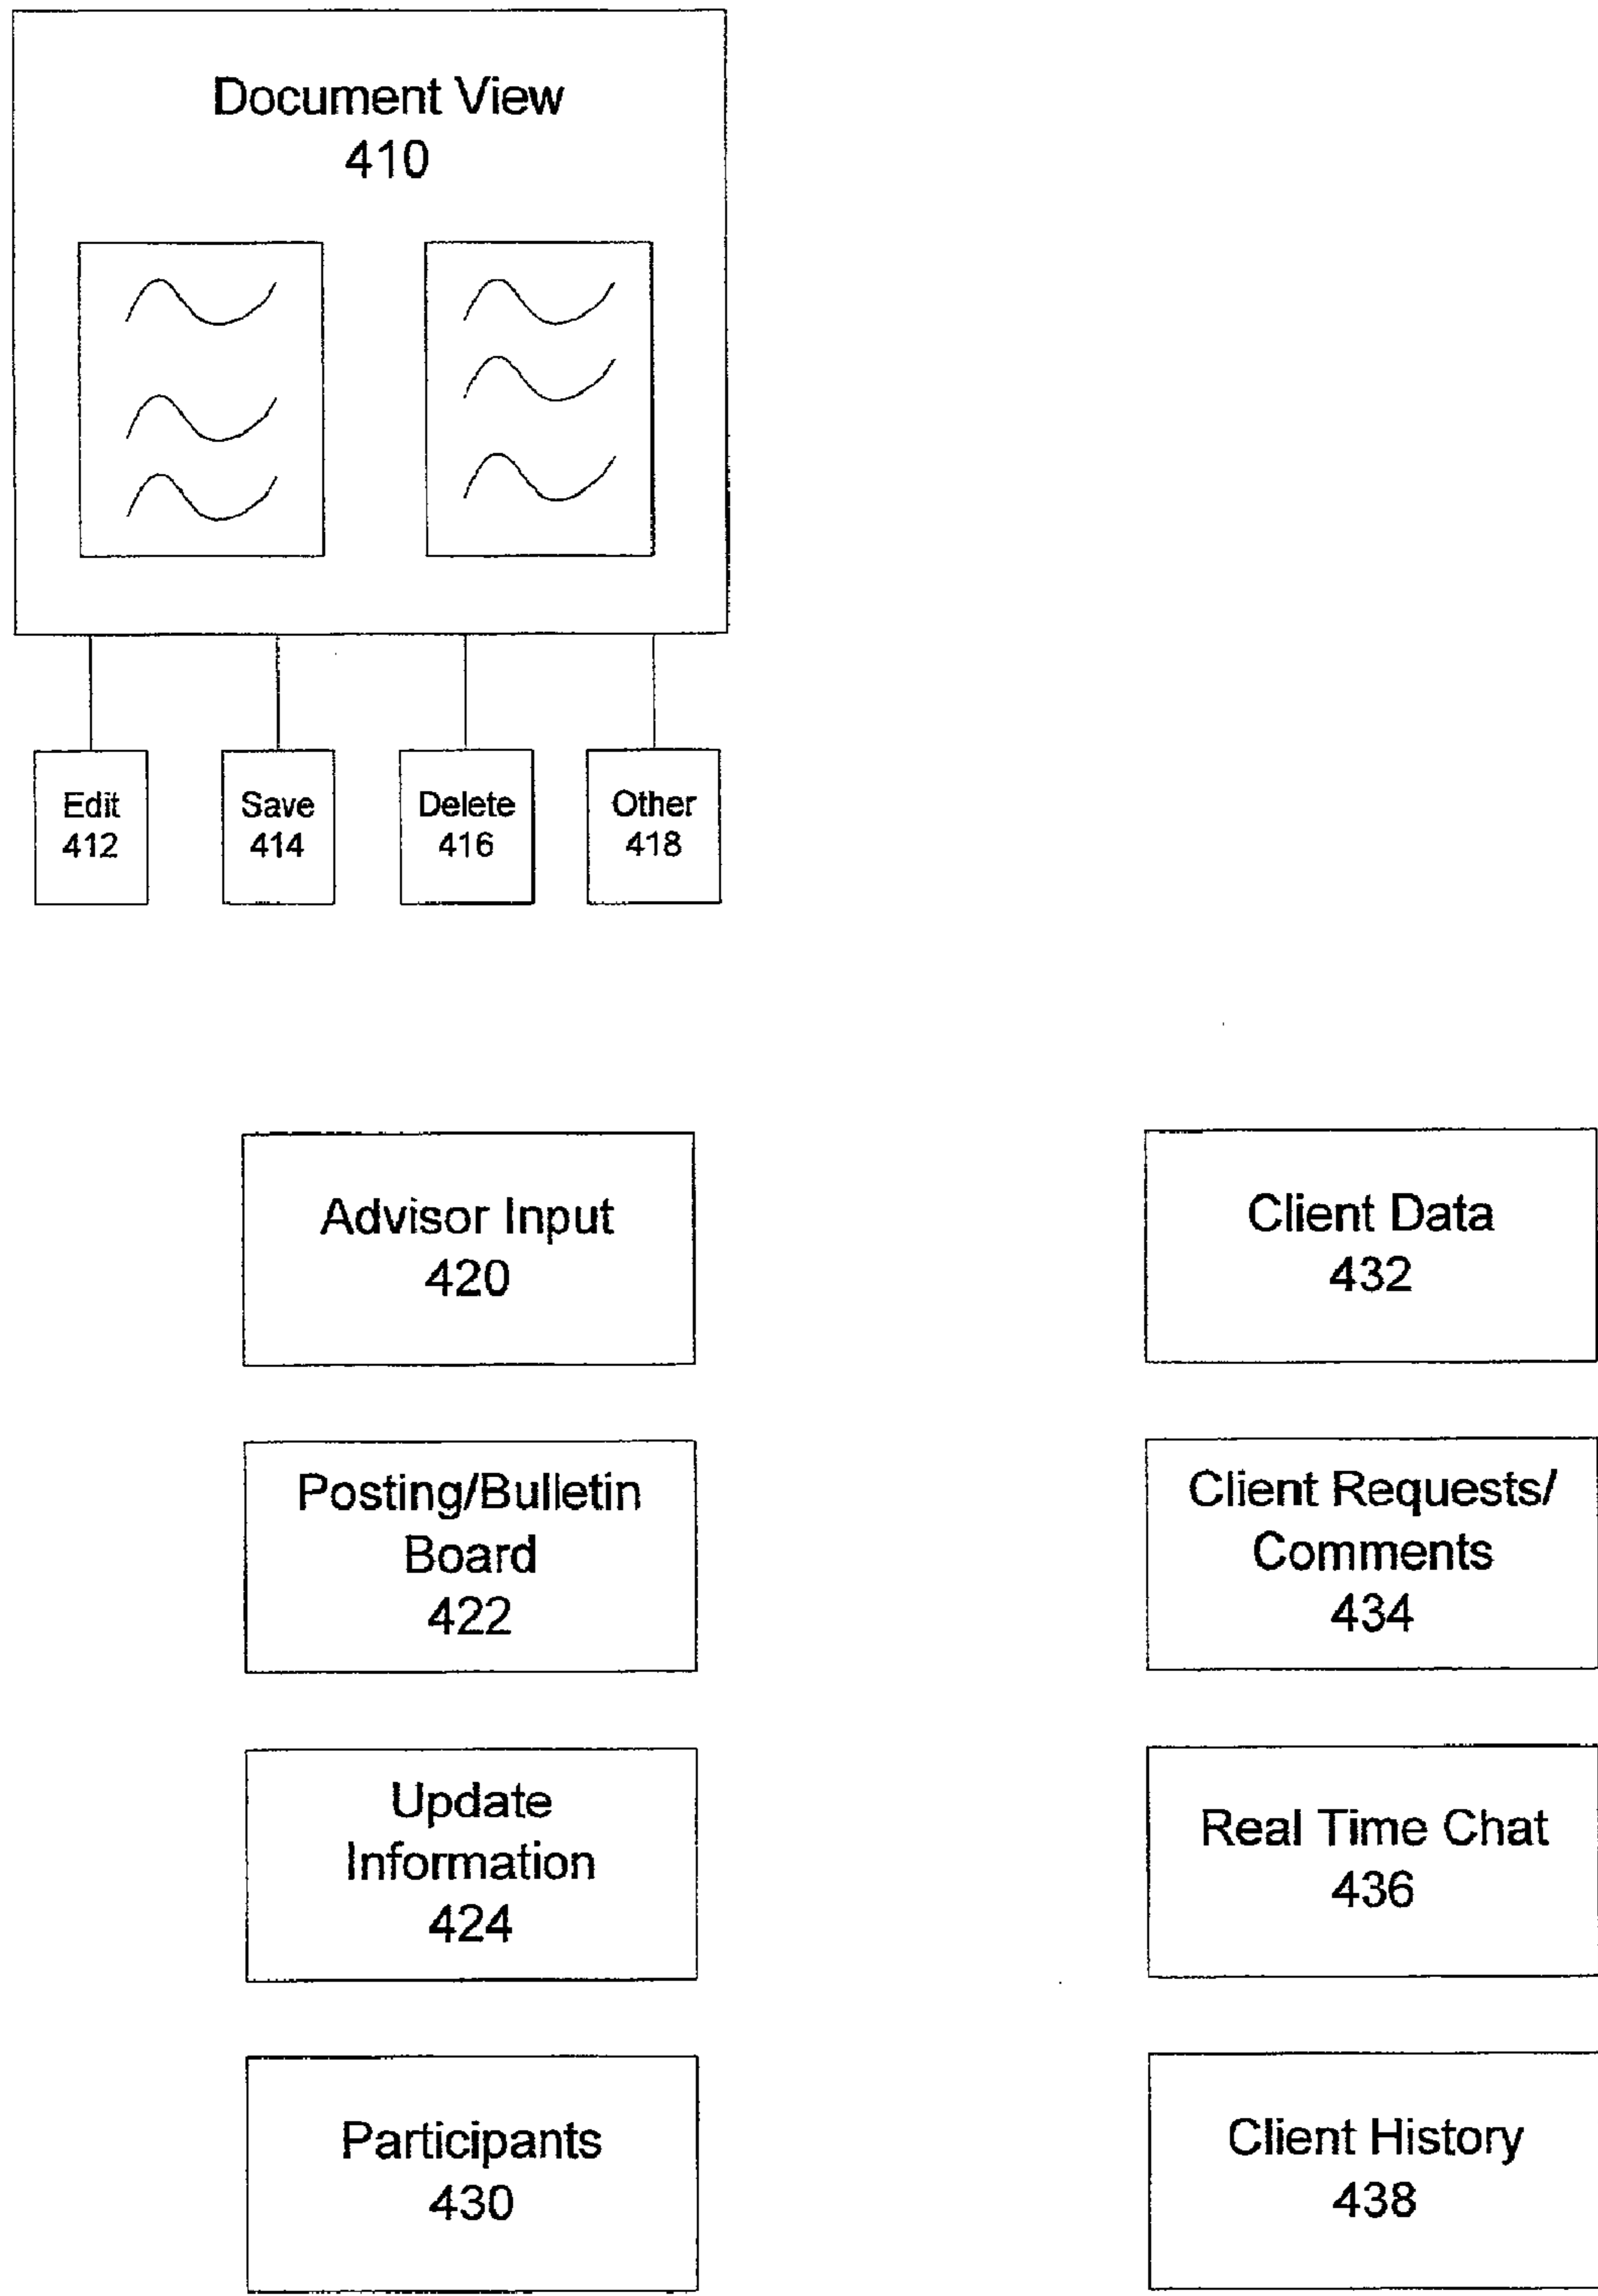 Document View
410
Edit
412
Save
414
Delete
416
Other
418
Advisor Input
420
Client Data
432
Posting/Bulletin
Board
422
Client Requests/
Comments
434
Update
Information
424
Real Time Chat
436
Participants
430
Client History
438